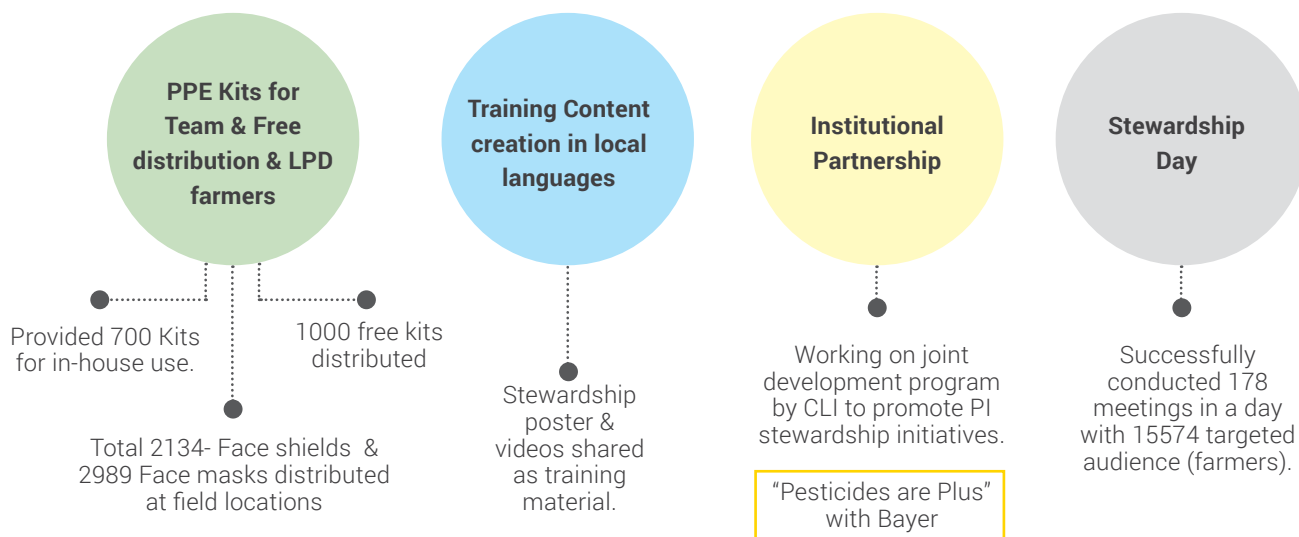 PPE Kits for
Team & Free
distribution & LPD
farmers
Provided 700 Kits
for in-house use.
1000 free kits
distributed
Total 2134- Face shields &
2989 Face masks distributed
at field locations
Training Content
creation in local
languages
Stewardship
poster &
videos shared
as training
material.
Institutional
Partnership
Working on joint
development program
by CLI to promote PI
stewardship initiatives.
“Pesticides are Plus”
with Bayer
Stewardship
Day
Successfully
conducted 178
meetings in a day
with 15574 targeted
audience (farmers).